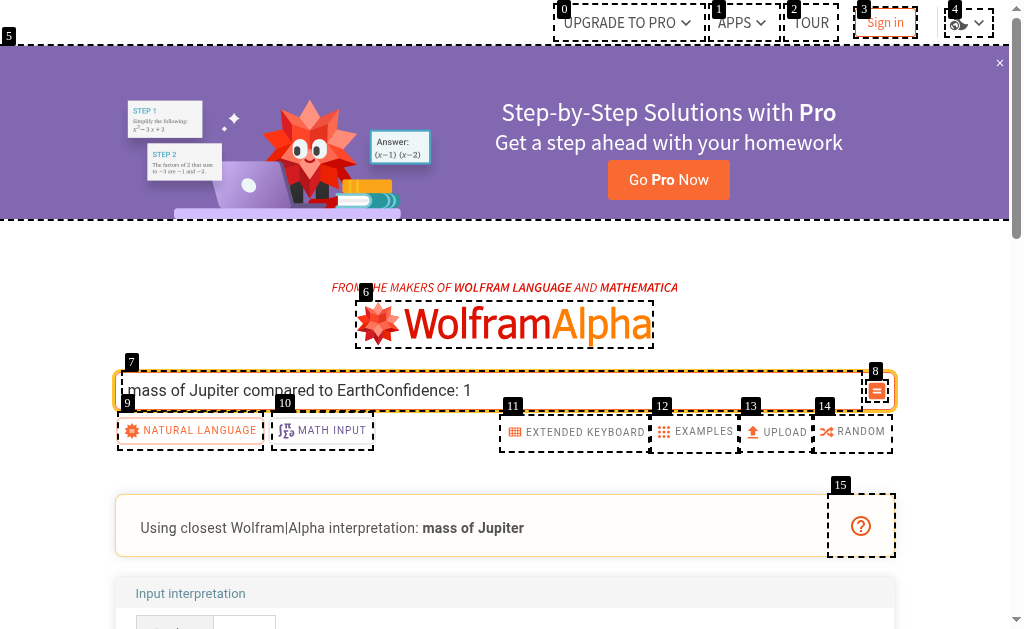 0 1 2 3 4
UPGRADE TO PRO APPS TOUR Sign in
5
×
STEP 1
Simplify the following:
x² − 3 x + 2
STEP 2
The factors of 2 that sum
to −3 are −1 and −2.
Answer:
(x−1) (x−2)
Step-by-Step Solutions with Pro
Get a step ahead with your homework
Go Pro Now
FROM THE MAKERS OF WOLFRAM LANGUAGE AND MATHEMATICA
6
WolframAlpha
7 8
mass of Jupiter compared to EarthConfidence: 1
9 10 11 12 13 14
NATURAL LANGUAGE MATH INPUT EXTENDED KEYBOARD EXAMPLES UPLOAD RANDOM
15
Using closest Wolfram|Alpha interpretation: mass of Jupiter
Input interpretation